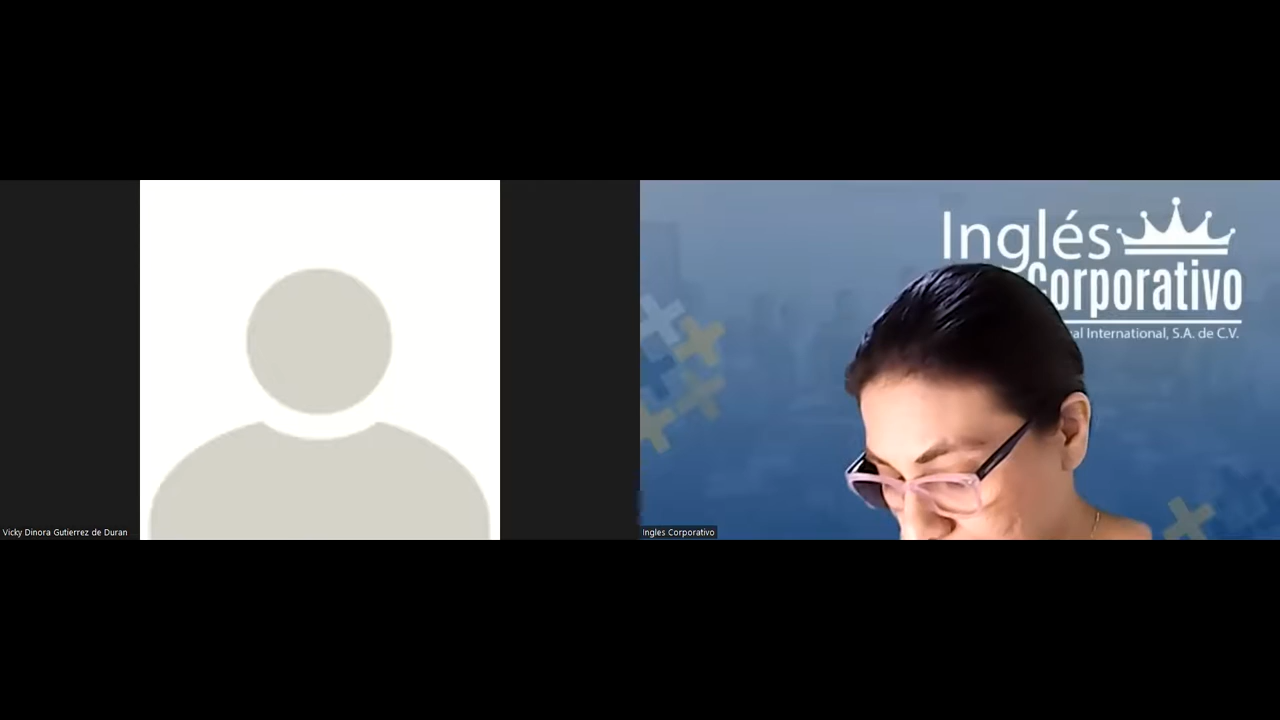 Inglés
Corporativo
al International, S.A. de C.V.
Vicky Dinora Gutierrez de Duran
Ingles Corporativo